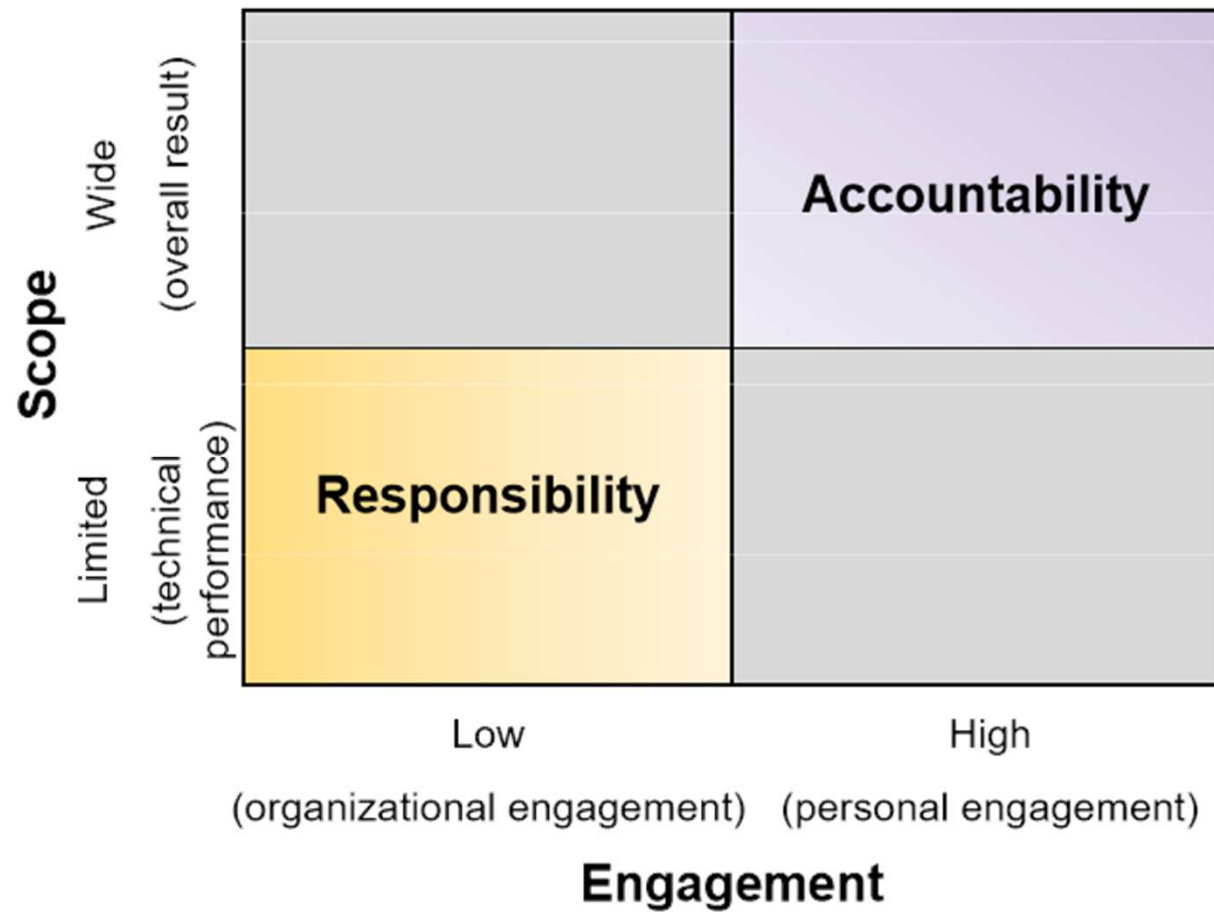 Scope
Wide
(overall result)
Limited
(technical
performance)
Accountability
Responsibility
Low
High
(organizational engagement)
(personal engagement)
Engagement